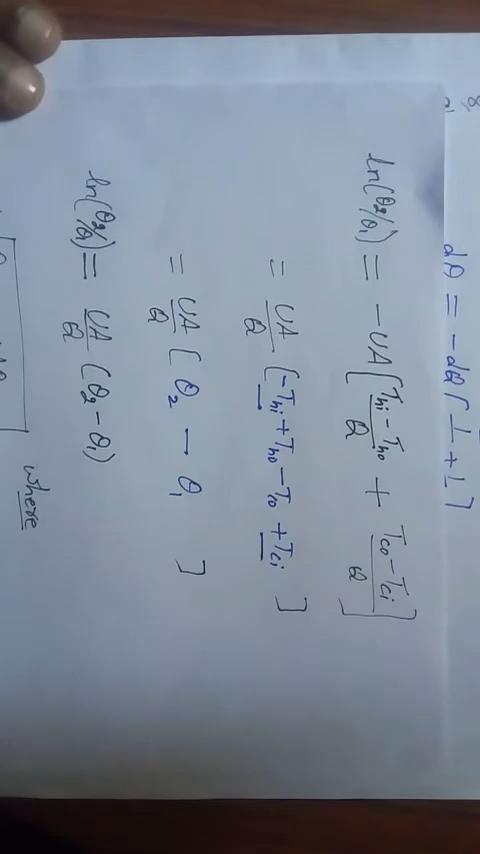 dθ = -dQ [ 1 + 1 ]
ln(θ2/θ1) = -UA [ Thi - Tho / Q + Tco - Tci / Q ]
= UA/Q [ -Thi + Tho - Tco + Tci ]
= UA/Q [ θ2 - θ1 ]
ln(θ2/θ1) = UA/Q (θ2 - θ1)
where